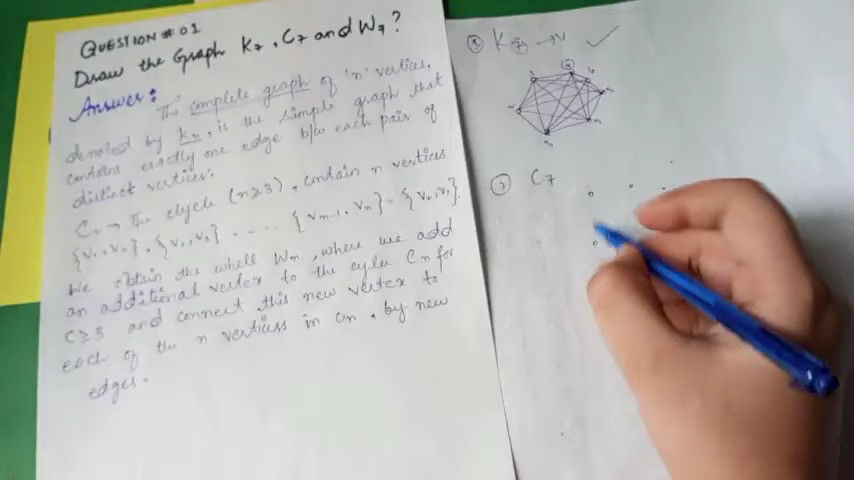 QUESTION # 01
Draw the Graph K7, C7 and W7?
Answer: The complete graph of 'n' vertices,
denoted by Kn, is the simple graph that
contains exactly one edge b/w each pair of
distinct vertices.
Cn → The cycle (n≥3), contain n vertices
{v1, v2}, {v1, v3} ..... {vn-1, vn} = {vn, v1}.
We obtain the whell Wn, where we add
an additional vertex to the cycle Cn for
C≥3 and connect this new vertex to
each of the n verticiess in Cn, by new
edges.
① K7 → v ✓
② C7